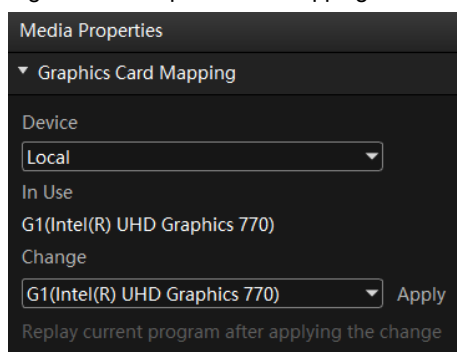 Media Properties
Graphics Card Mapping
Device
Local
In Use
G1(Intel(R) UHD Graphics 770)
Change
G1(Intel(R) UHD Graphics 770) Apply
Replay current program after applying the change